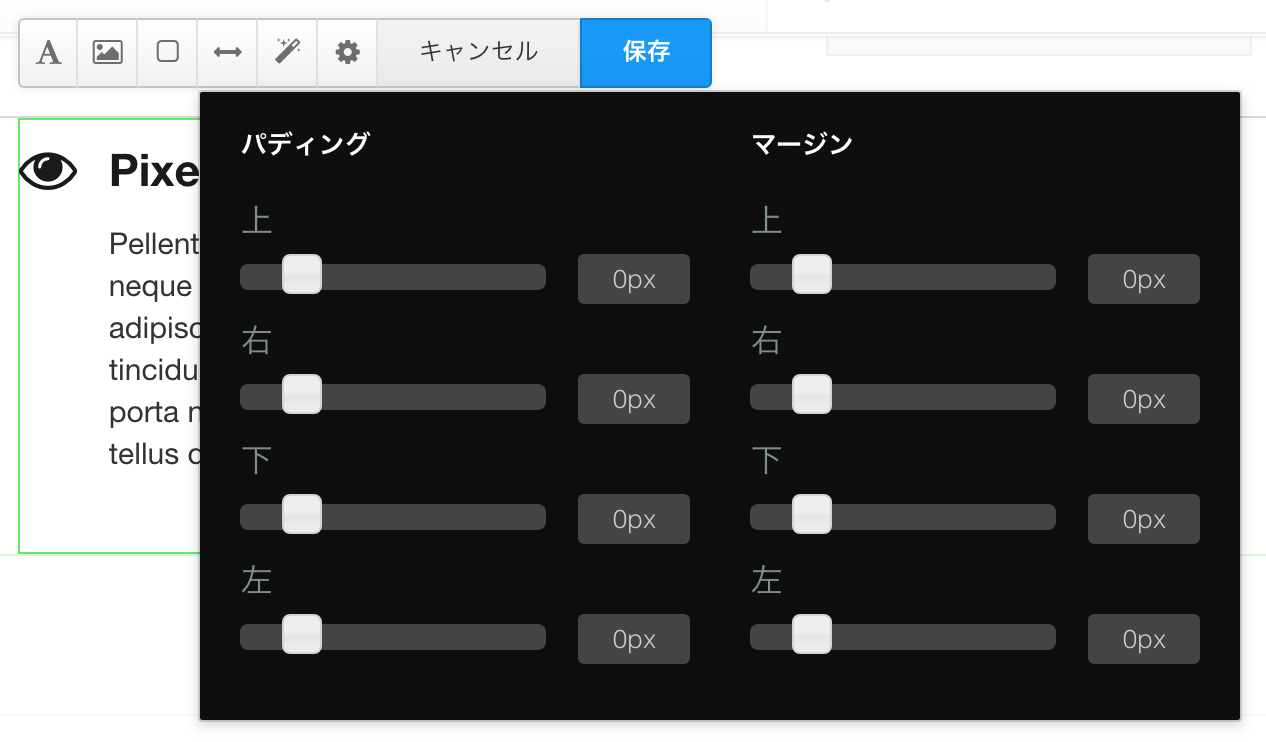 A
キャンセル
保存
パディング
マージン
上
上
0px
0px
右
右
0px
0px
下
下
0px
0px
左
左
0px
0px
Pixe
Pellent
neque
adipisc
tincidu
porta n
tellus